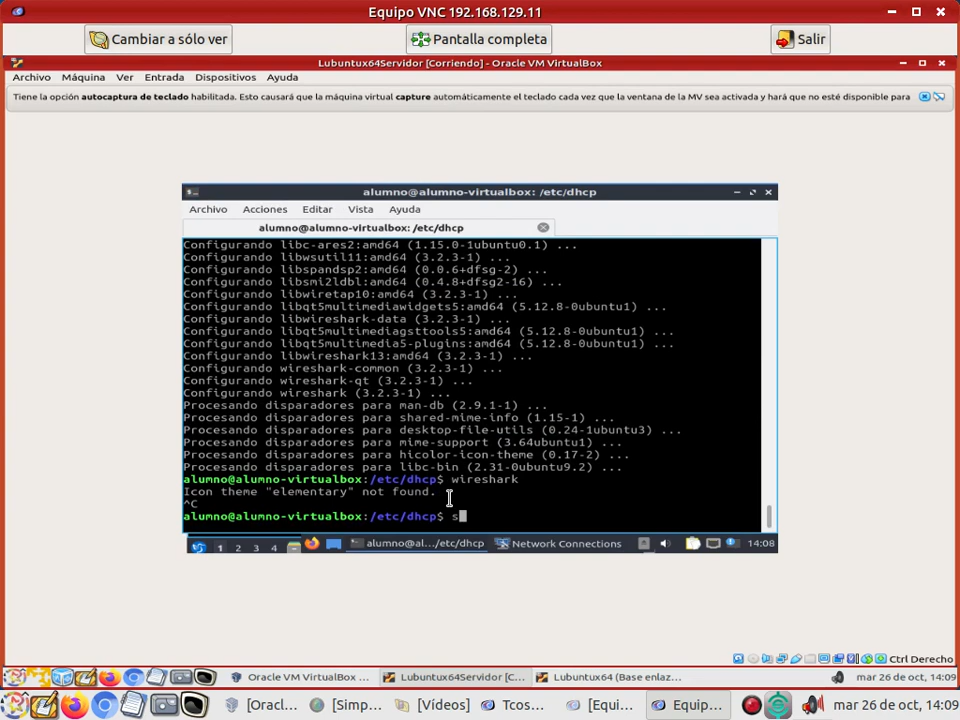 Equipo VNC 192.168.129.11
Cambiar a sólo ver
Pantalla completa
Salir
Lubuntux64Servidor [Corriendo] - Oracle VM VirtualBox
Archivo Máquina Ver Entrada Dispositivos Ayuda
Tiene la opción autocaptura de teclado habilitada. Esto causará que la máquina virtual capture automáticamente el teclado cada vez que la ventana de la MV sea activada y hará que no esté disponible para
alumno@alumno-virtualbox: /etc/dhcp
Archivo Acciones Editar Vista Ayuda
alumno@alumno-virtualbox: /etc/dhcp
Configurando libc-ares2:amd64 (1.15.0-1ubuntu0.1) ...
Configurando libwsutil11:amd64 (3.2.3-1) ...
Configurando libspandsp2:amd64 (0.0.6+dfsg-2) ...
Configurando libsmi2ldbl:amd64 (0.4.8+dfsg2-16) ...
Configurando libwiretap10:amd64 (3.2.3-1) ...
Configurando libqt5multimediawidgets5:amd64 (5.12.8-0ubuntu1) ...
Configurando libwireshark-data (3.2.3-1) ...
Configurando libqt5multimediagsttools5:amd64 (5.12.8-0ubuntu1) ...
Configurando libqt5multimedia5-plugins:amd64 (5.12.8-0ubuntu1) ...
Configurando libwireshark13:amd64 (3.2.3-1) ...
Configurando wireshark-common (3.2.3-1) ...
Configurando wireshark-qt (3.2.3-1) ...
Configurando wireshark (3.2.3-1) ...
Procesando disparadores para man-db (2.9.1-1) ...
Procesando disparadores para shared-mime-info (1.15-1) ...
Procesando disparadores para desktop-file-utils (0.24-1ubuntu3) ...
Procesando disparadores para mime-support (3.64ubuntu1) ...
Procesando disparadores para hicolor-icon-theme (0.17-2) ...
Procesando disparadores para libc-bin (2.31-0ubuntu9.2) ...
alumno@alumno-virtualbox:/etc/dhcp$ wireshark
Icon theme "elementary" not found.
^C
alumno@alumno-virtualbox:/etc/dhcp$ s
1 2 3 4 alumno@al.../etc/dhcp Network Connections 14:08
Ctrl Derecho
Oracle VM VirtualBox ... Lubuntux64Servidor [C... Lubuntux64 (Base enlaz... mar 26 de oct, 14:09
[Oracl... [Simp... [Vídeos] Tcos... [Equi... Equip... mar 26 de oct, 14:09